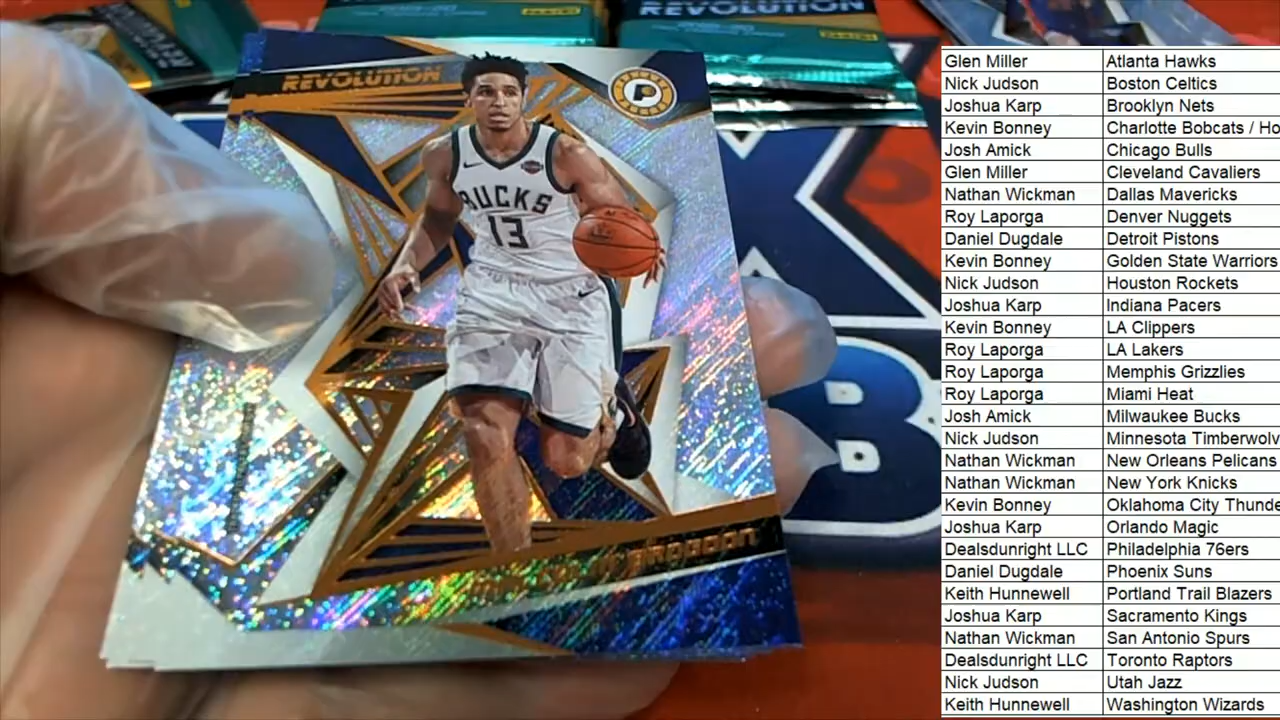 REVOLUTION
2019-20
PANINI
PANINI
REVOLUTION
P
BUCKS
13
BROGDON
B
Glen Miller Atlanta Hawks
Nick Judson Boston Celtics
Joshua Karp Brooklyn Nets
Kevin Bonney Charlotte Bobcats / Ho
Josh Amick Chicago Bulls
Glen Miller Cleveland Cavaliers
Nathan Wickman Dallas Mavericks
Roy Laporga Denver Nuggets
Daniel Dugdale Detroit Pistons
Kevin Bonney Golden State Warriors
Nick Judson Houston Rockets
Joshua Karp Indiana Pacers
Kevin Bonney LA Clippers
Roy Laporga LA Lakers
Roy Laporga Memphis Grizzlies
Roy Laporga Miami Heat
Josh Amick Milwaukee Bucks
Nick Judson Minnesota Timberwolv
Nathan Wickman New Orleans Pelicans
Nathan Wickman New York Knicks
Kevin Bonney Oklahoma City Thunde
Joshua Karp Orlando Magic
Dealsdunright LLC Philadelphia 76ers
Daniel Dugdale Phoenix Suns
Keith Hunnewell Portland Trail Blazers
Joshua Karp Sacramento Kings
Nathan Wickman San Antonio Spurs
Dealsdunright LLC Toronto Raptors
Nick Judson Utah Jazz
Keith Hunnewell Washington Wizards